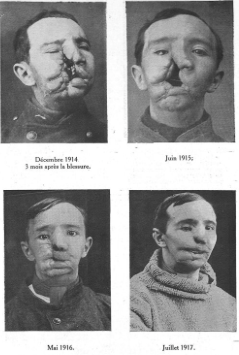 Décembre 1914
3 mois après la blessure.
Juin 1915;
Mai 1916.
Juillet 1917.